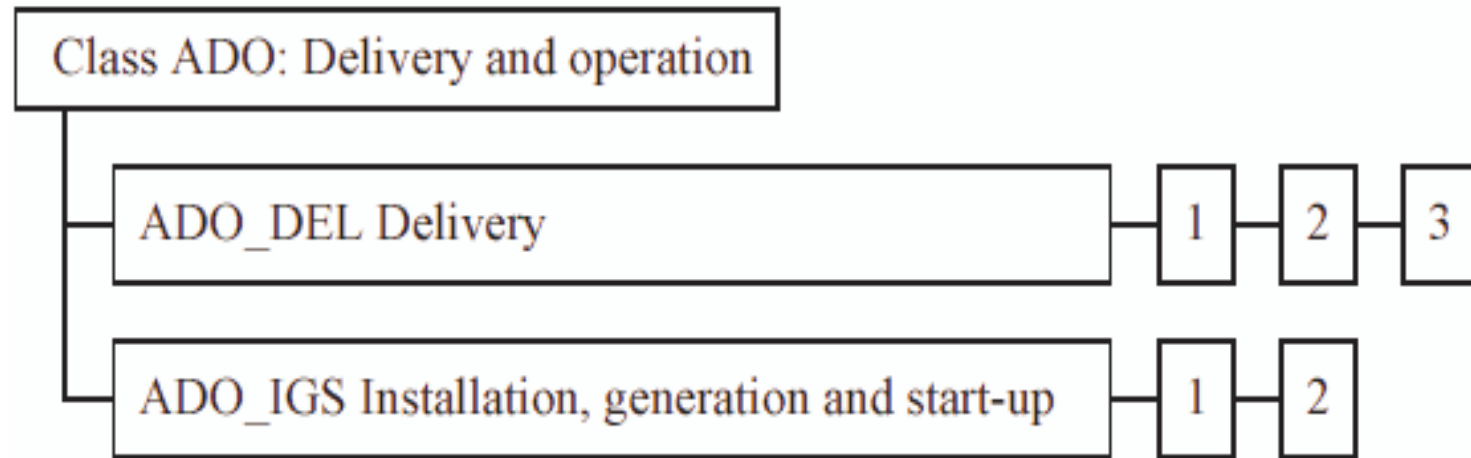 Class ADO: Delivery and operation
ADO_DEL Delivery 1 2 3
ADO_IGS Installation, generation and start-up 1 2